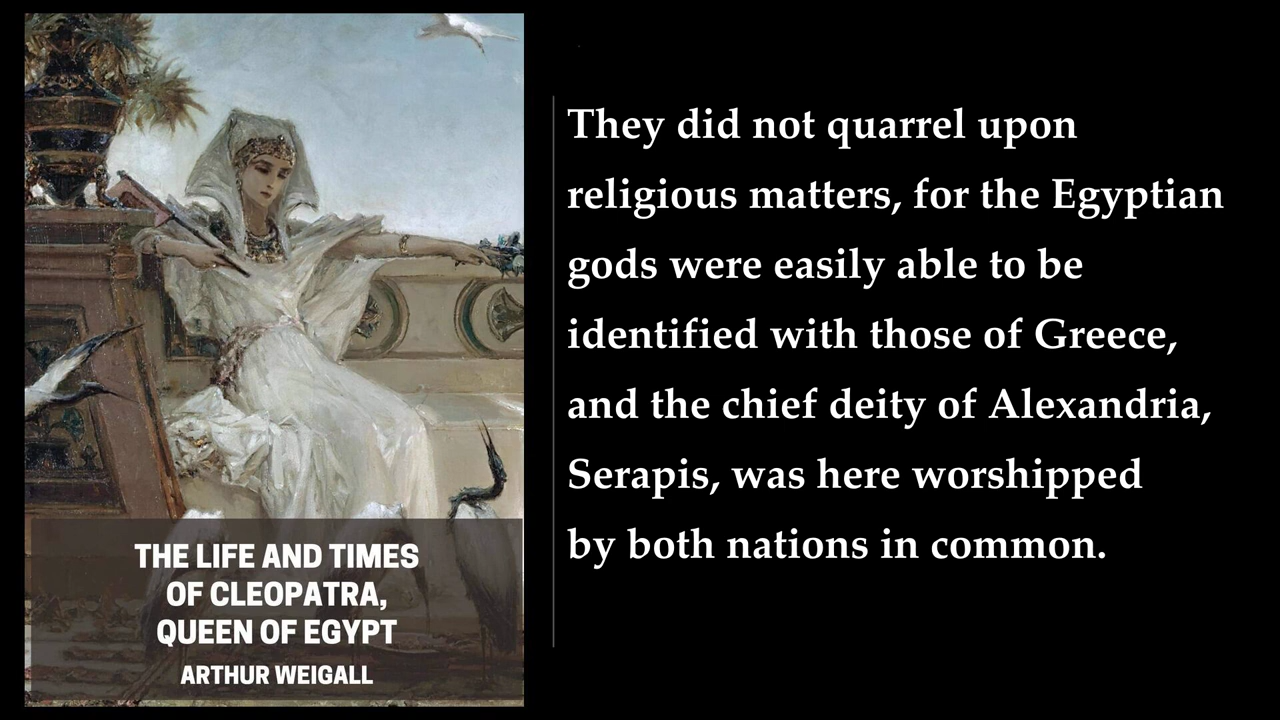 THE LIFE AND TIMES
OF CLEOPATRA,
QUEEN OF EGYPT
ARTHUR WEIGALL
They did not quarrel upon
religious matters, for the Egyptian
gods were easily able to be
identified with those of Greece,
and the chief deity of Alexandria,
Serapis, was here worshipped
by both nations in common.